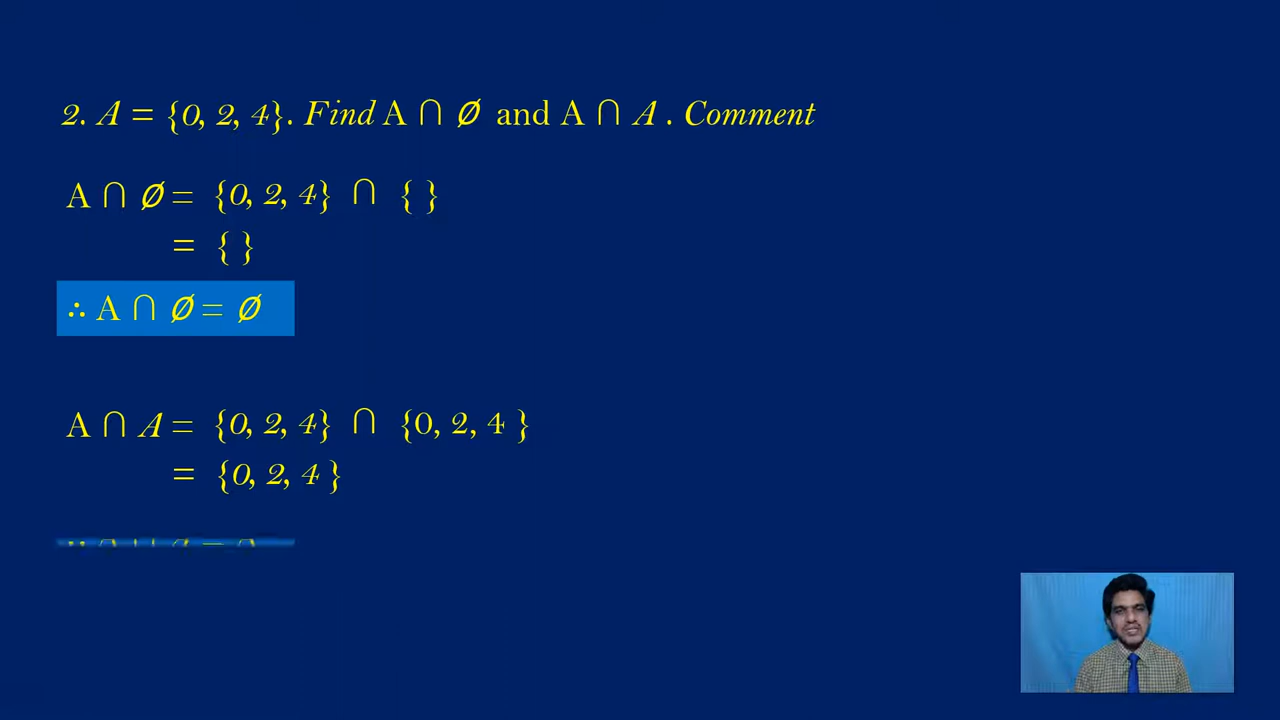 2. A = {0, 2, 4}. Find A ∩ ∅ and A ∩ A . Comment
A ∩ ∅ = {0, 2, 4} ∩ { }
= { }
∴ A ∩ ∅ = ∅
A ∩ A = {0, 2, 4} ∩ {0, 2, 4 }
= {0, 2, 4 }